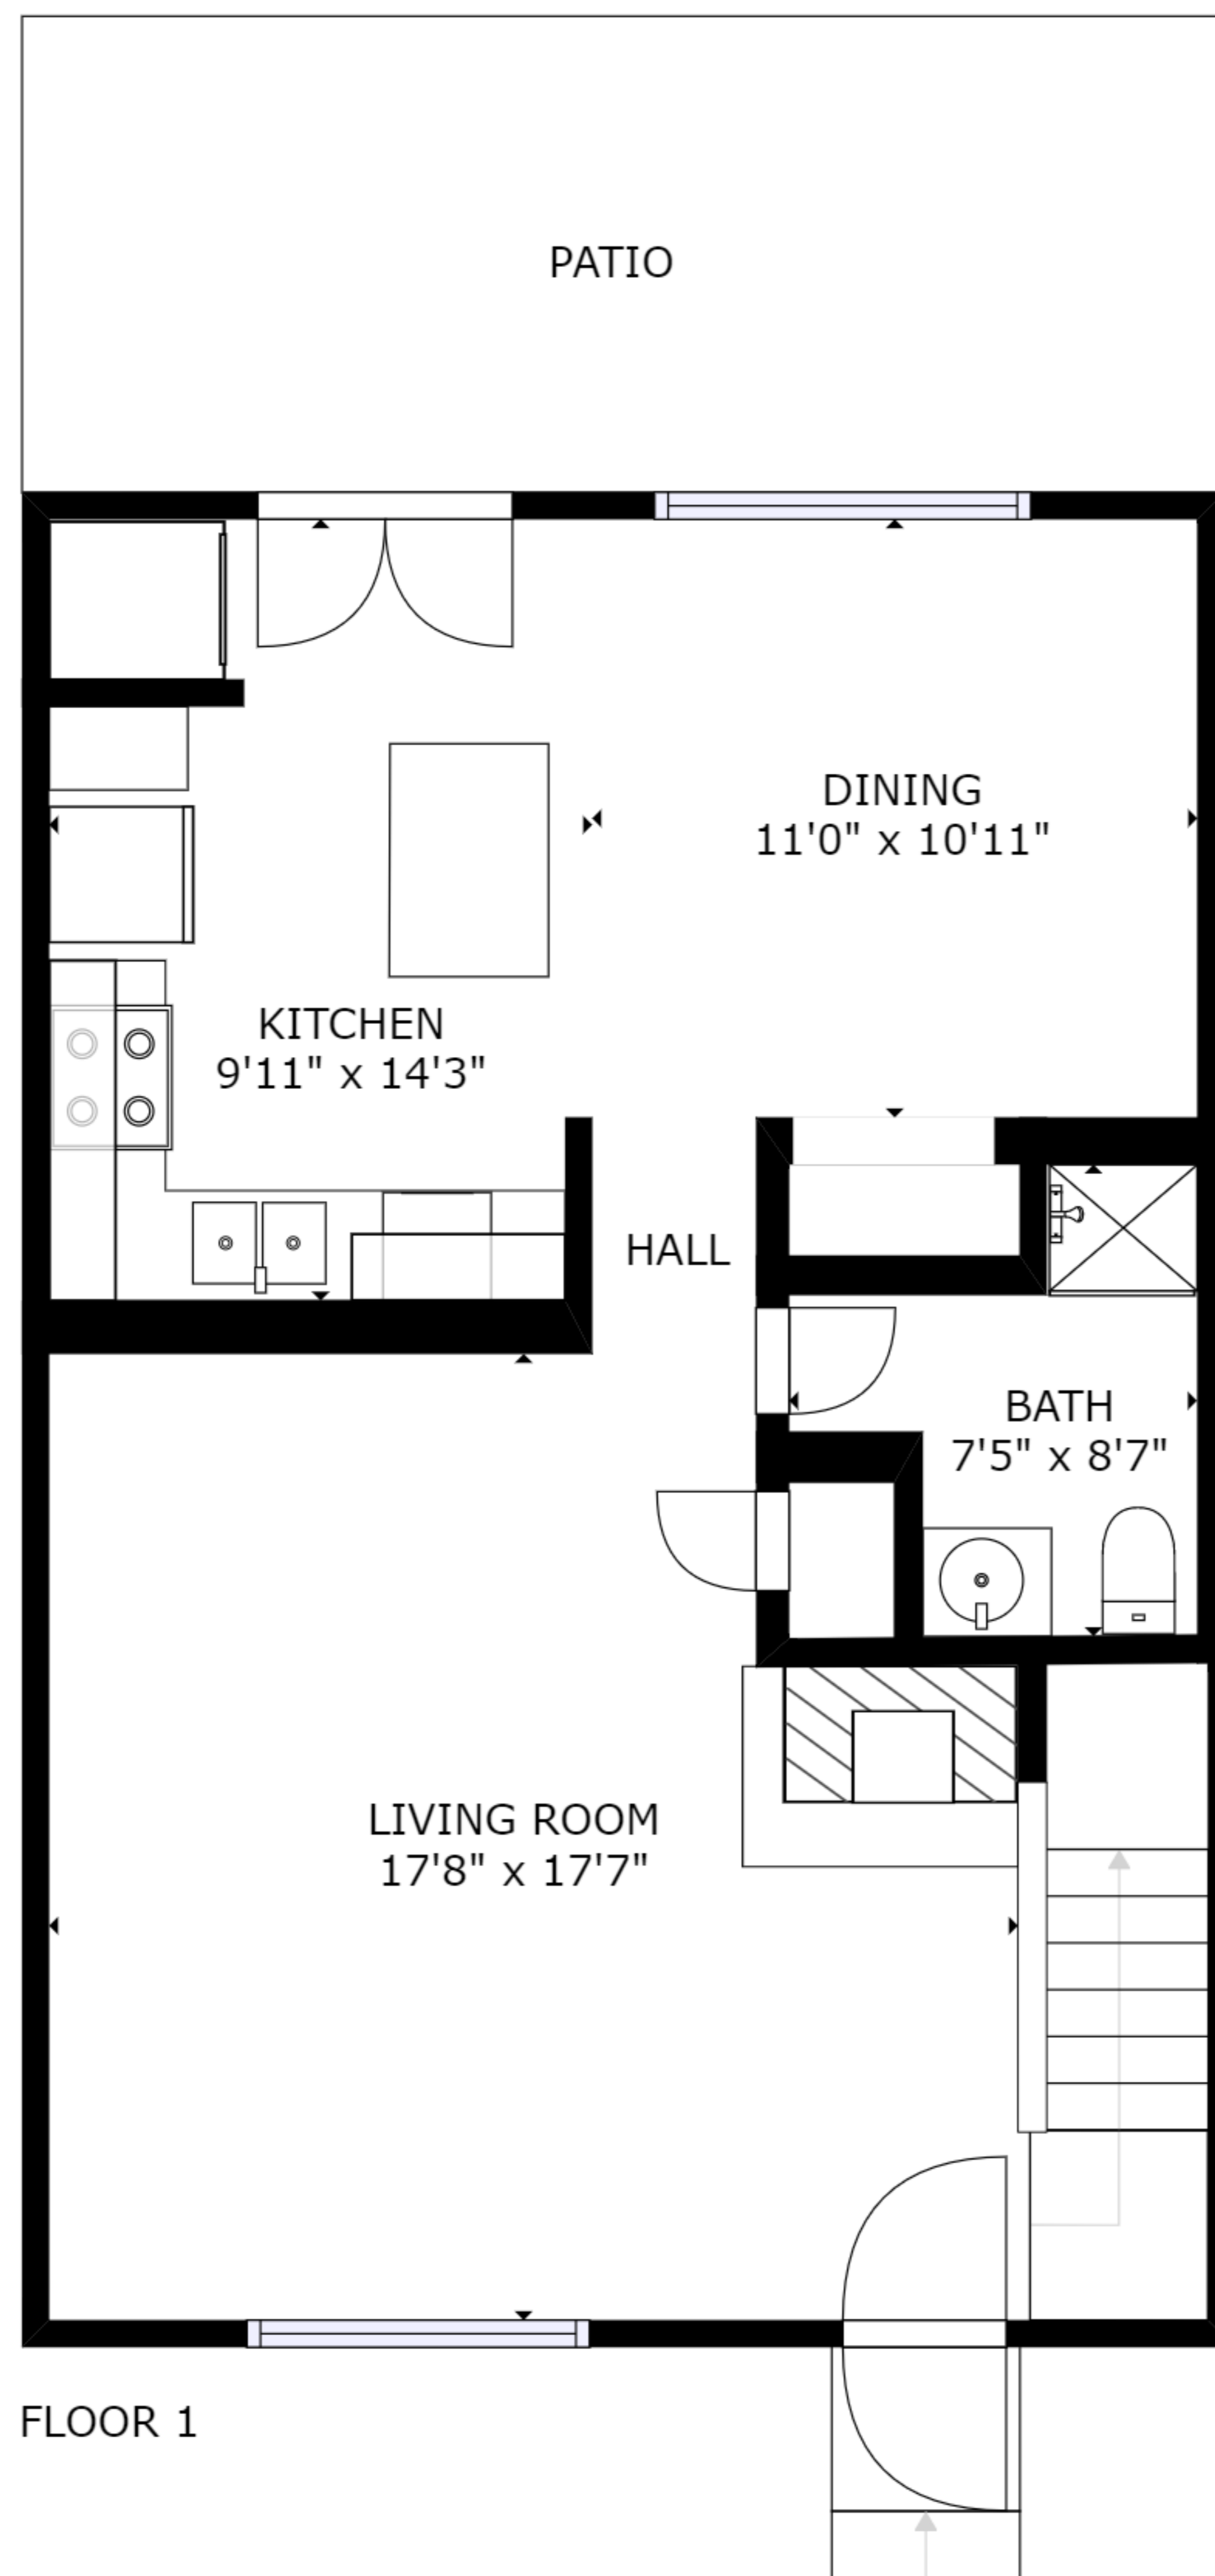 PATIO
DINING
11'0" x 10'11"
KITCHEN
9'11" x 14'3"
HALL
BATH
7'5" x 8'7"
LIVING ROOM
17'8" x 17'7"
FLOOR 1